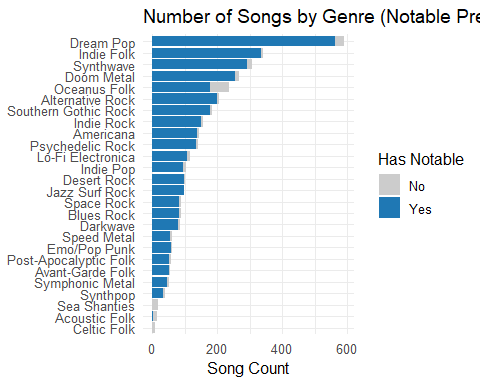 Number of Songs by Genre (Notable Pre
Dream Pop
Indie Folk
Synthwave
Doom Metal
Oceanus Folk
Alternative Rock
Southern Gothic Rock
Indie Rock
Americana
Psychedelic Rock
Lo-Fi Electronica
Indie Pop
Desert Rock
Jazz Surf Rock
Space Rock
Blues Rock
Darkwave
Speed Metal
Emo/Pop Punk
Post-Apocalyptic Folk
Avant-Garde Folk
Symphonic Metal
Synthpop
Sea Shanties
Acoustic Folk
Celtic Folk
0 200 400 600
Song Count
Has Notable
No
Yes